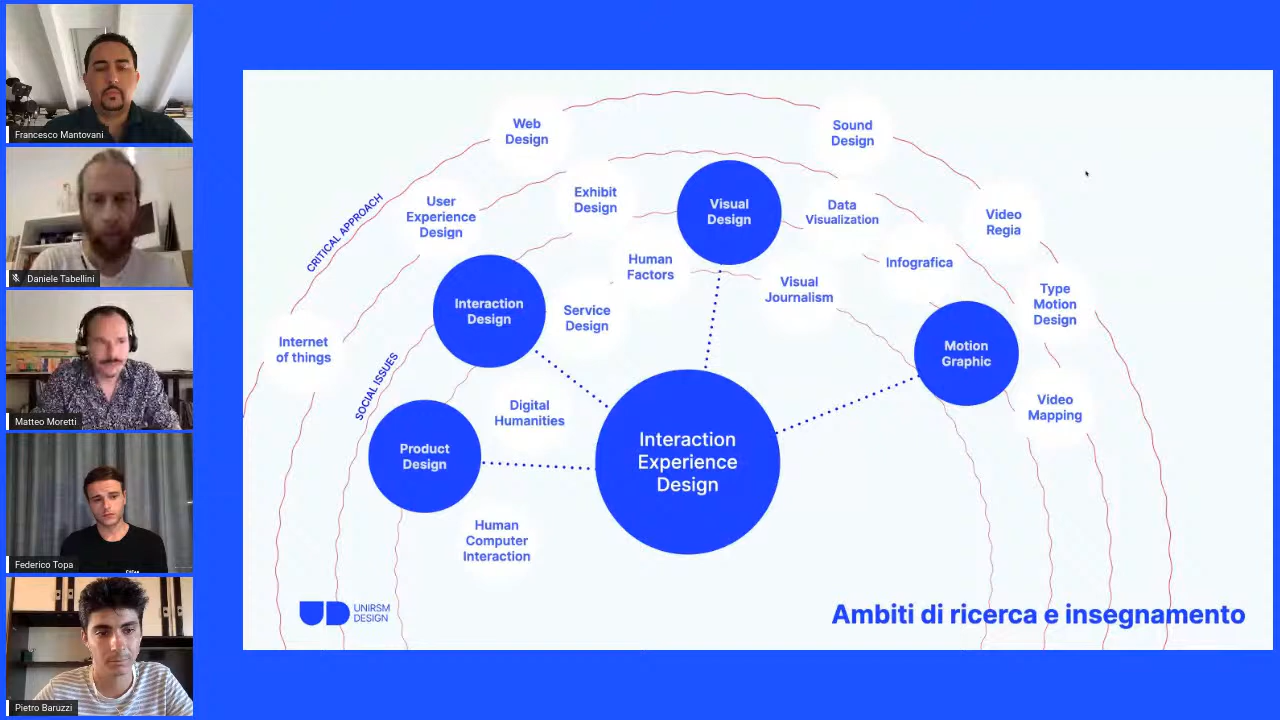 Francesco Mantovani
Daniele Tabellini
Matteo Moretti
Federico Topa
Pietro Baruzzi
Web
Design
Sound
Design
CRITICAL APPROACH
User
Experience
Design
Exhibit
Design
Visual
Design
Data
Visualization
Video
Regia
Human
Factors
Infografica
Interaction
Design
Service
Design
Visual
Journalism
Type
Motion
Design
Internet
of things
Motion
Graphic
SOCIAL ISSUES
Digital
Humanities
Video
Mapping
Product
Design
Interaction
Experience
Design
Human
Computer
Interaction
UNIRSM
DESIGN
Ambiti di ricerca e insegnamento